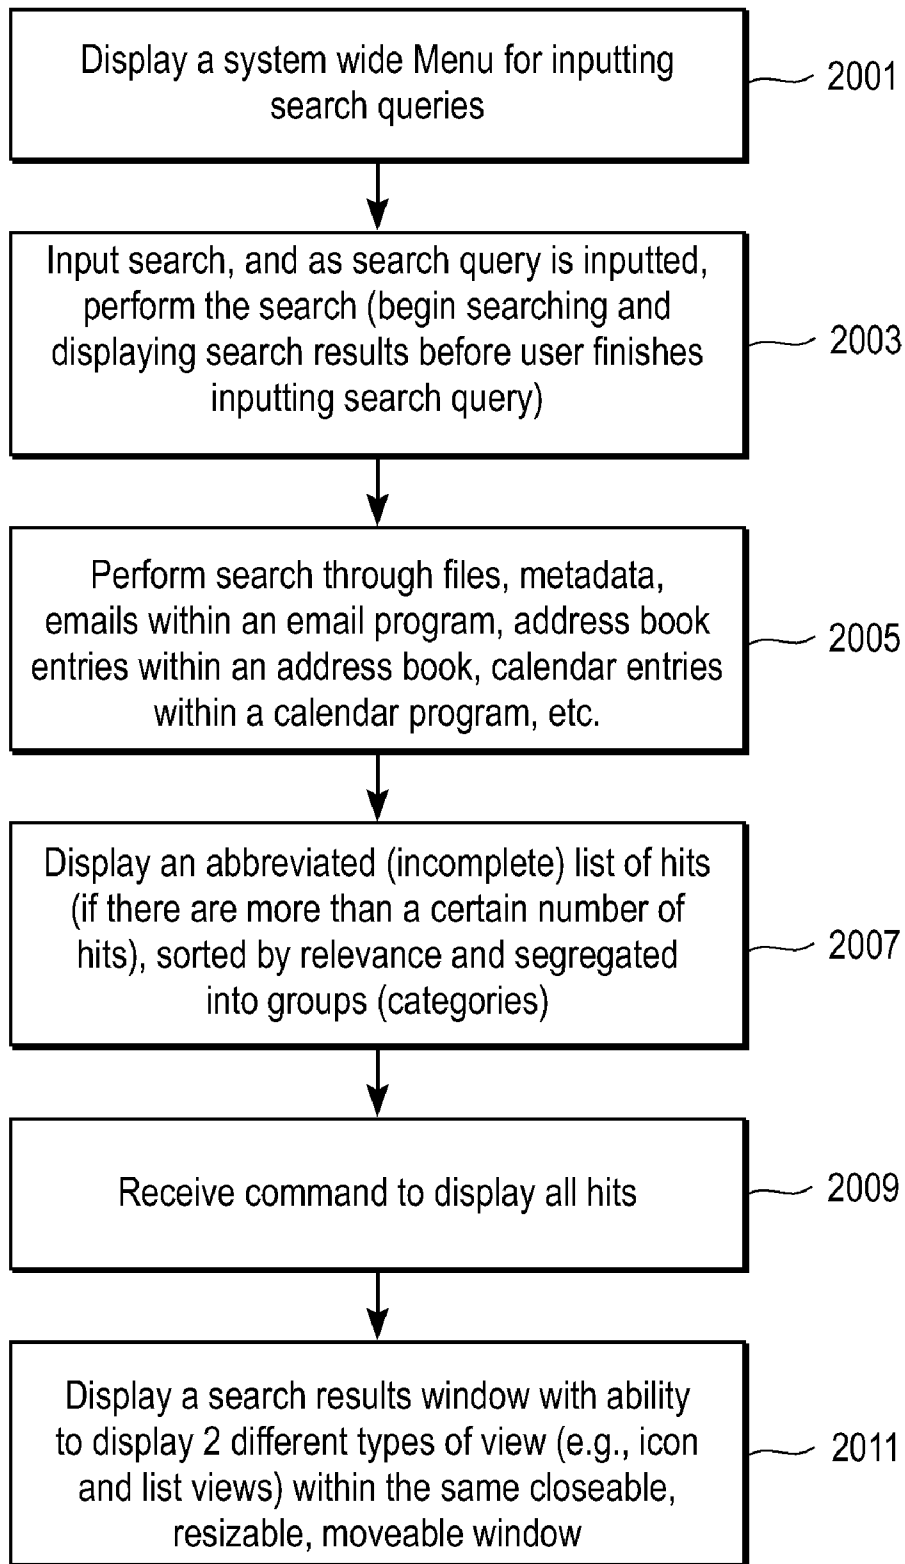 Display a system wide Menu for inputting
search queries
2001
Input search, and as search query is inputted,
perform the search (begin searching and
displaying search results before user finishes
inputting search query)
2003
Perform search through files, metadata,
emails within an email program, address book
entries within an address book, calendar entries
within a calendar program, etc.
2005
Display an abbreviated (incomplete) list of hits
(if there are more than a certain number of
hits), sorted by relevance and segregated
into groups (categories)
2007
Receive command to display all hits
2009
Display a search results window with ability
to display 2 different types of view (e.g., icon
and list views) within the same closeable,
resizable, moveable window
2011